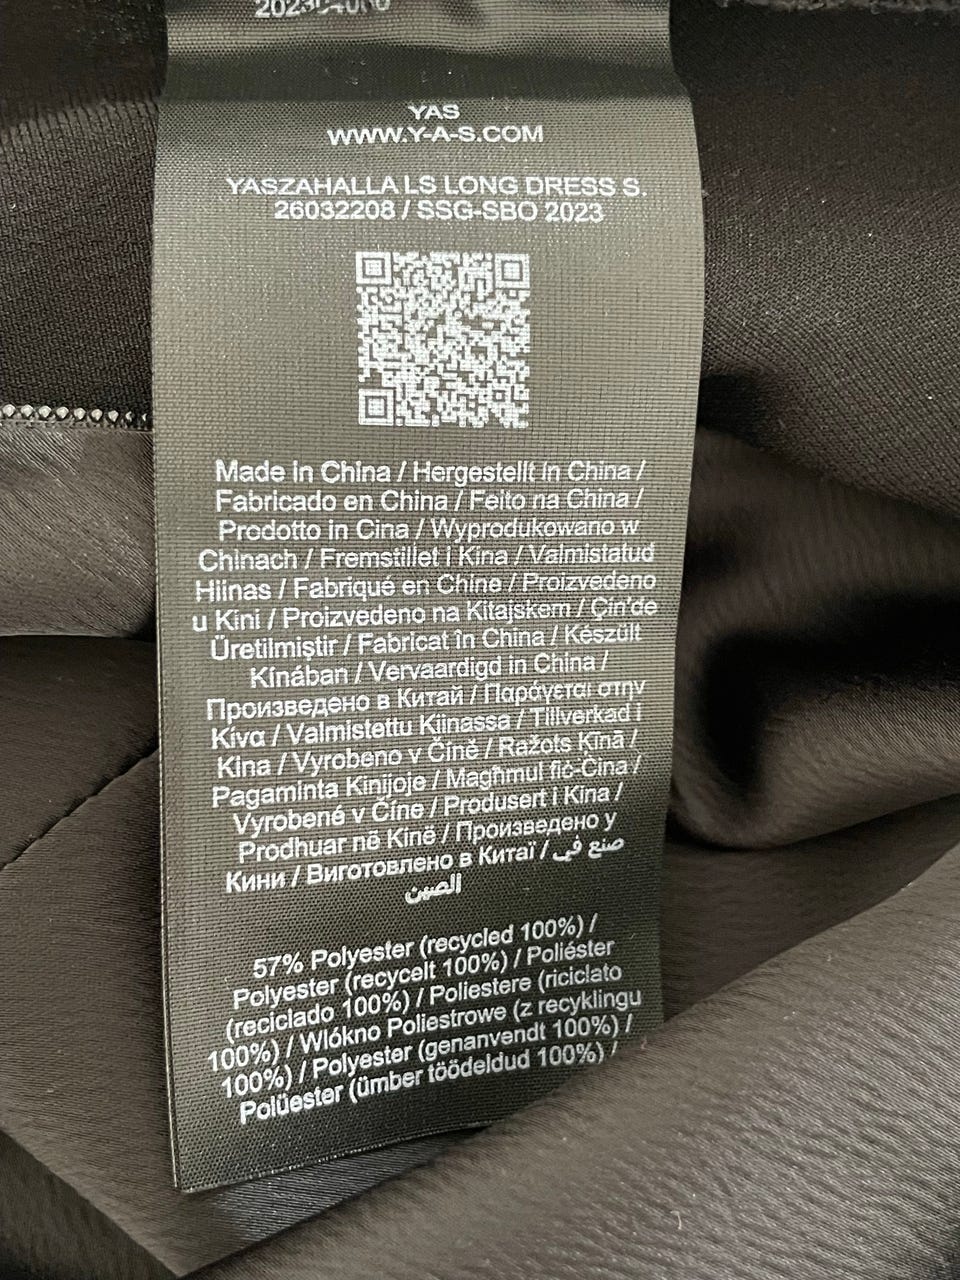 YAS
WWW.Y-A-S.COM
YASZAHALLA LS LONG DRESS S.
26032208 / SSG-SBO 2023
Made in China / Hergestellt in China /
Fabricado en China / Feito na China /
Prodotto in Cina / Wyprodukowano w
Chinach / Fremstillet i Kina / Valmistatud
Hiinas / Fabriqué en Chine / Proizvedeno
u Kini / Proizvedeno na Kitajskem / Çin'de
Üretilmiştir / Fabricat în China / Készült
Kínában / Vervaardigd in China /
Произведено в Китай / Παράγεται στην
Κίνα / Valmistettu Kiinassa / Tillverkad i
Kina / Vyrobeno v Číně / Ražots Ķīnā /
Pagaminta Kinijoje / Magħmul fiċ-Ċina /
Vyrobené v Číne / Produsert i Kina /
Prodhuar në Kinë / Произведено у
Кини / Виготовлено в Китаї / صنع في
الصين
57% Polyester (recycled 100%) /
Polyester (recycelt 100%) / Poliéster
(reciclado 100%) / Poliestere (riciclato
100%) / Wlókno Poliestrowe (z recyklingu
100%) / Polyester (genanvendt 100%) /
Polüester (ümber töödeldud 100%) /